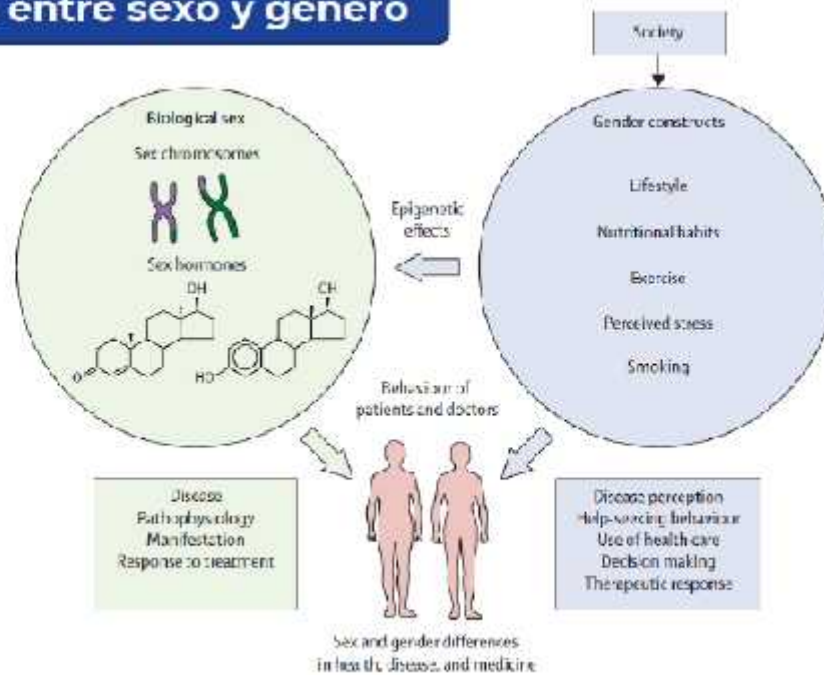 entre sexo y género
Society
Biological sex
Sex chromosomes
Sex hormones
OH
O
OH
HO
Epigenetic
effects
Gender constructs
Lifestyle
Nutritional habits
Exercise
Perceived stress
Smoking
Behaviour of
patients and doctors
Disease
Pathophysiology
Manifestation
Response to treatment
Disease perception
Help-seeking behaviour
Use of health care
Decision making
Therapeutic response
Sex and gender differences
in health, disease, and medicine